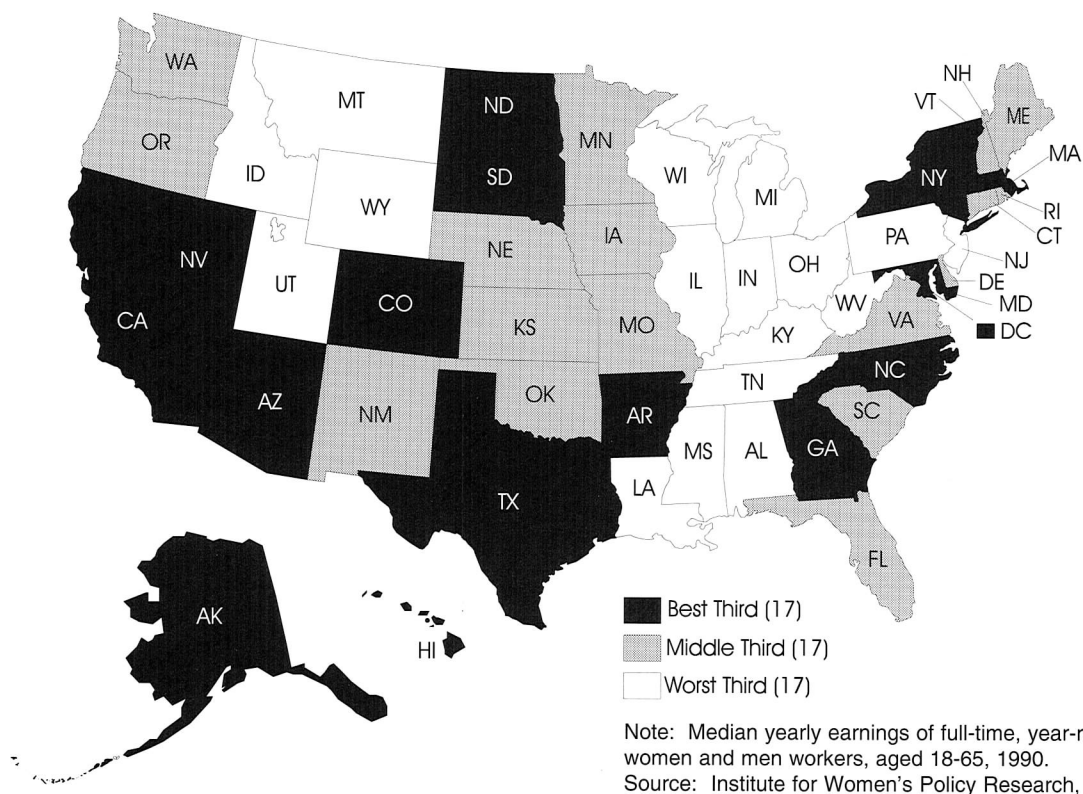 WA
OR
MT
ID
WY
ND
SD
MN
WI
MI
NH
VT
ME
MA
NY
RI
CT
NV
UT
CO
CA
NE
IA
KS
MO
IL
IN
OH
PA
NJ
DE
MD
DC
WV
VA
KY
TN
NC
SC
AZ
NM
OK
AR
TX
LA
MS
AL
GA
FL
AK
HI
Best Third (17)
Middle Third (17)
Worst Third (17)
Note: Median yearly earnings of full-time,
women and men workers, aged 18-65, 1990.
Source: Institute for Women's Policy Research,